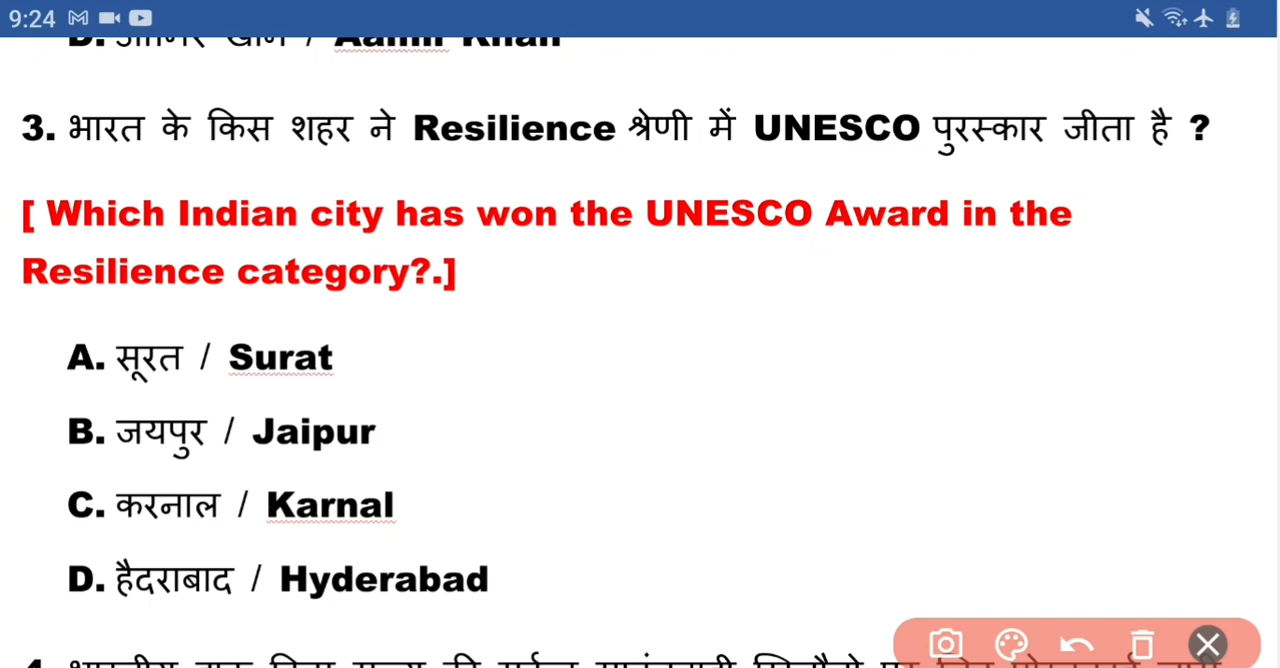 9:24
D. आमिर खान / Aamir Khan
3. भारत के किस शहर ने Resilience श्रेणी में UNESCO पुरस्कार जीता है ?
[ Which Indian city has won the UNESCO Award in the
Resilience category?.]
A. सूरत / Surat
B. जयपुर / Jaipur
C. करनाल / Karnal
D. हैदराबाद / Hyderabad